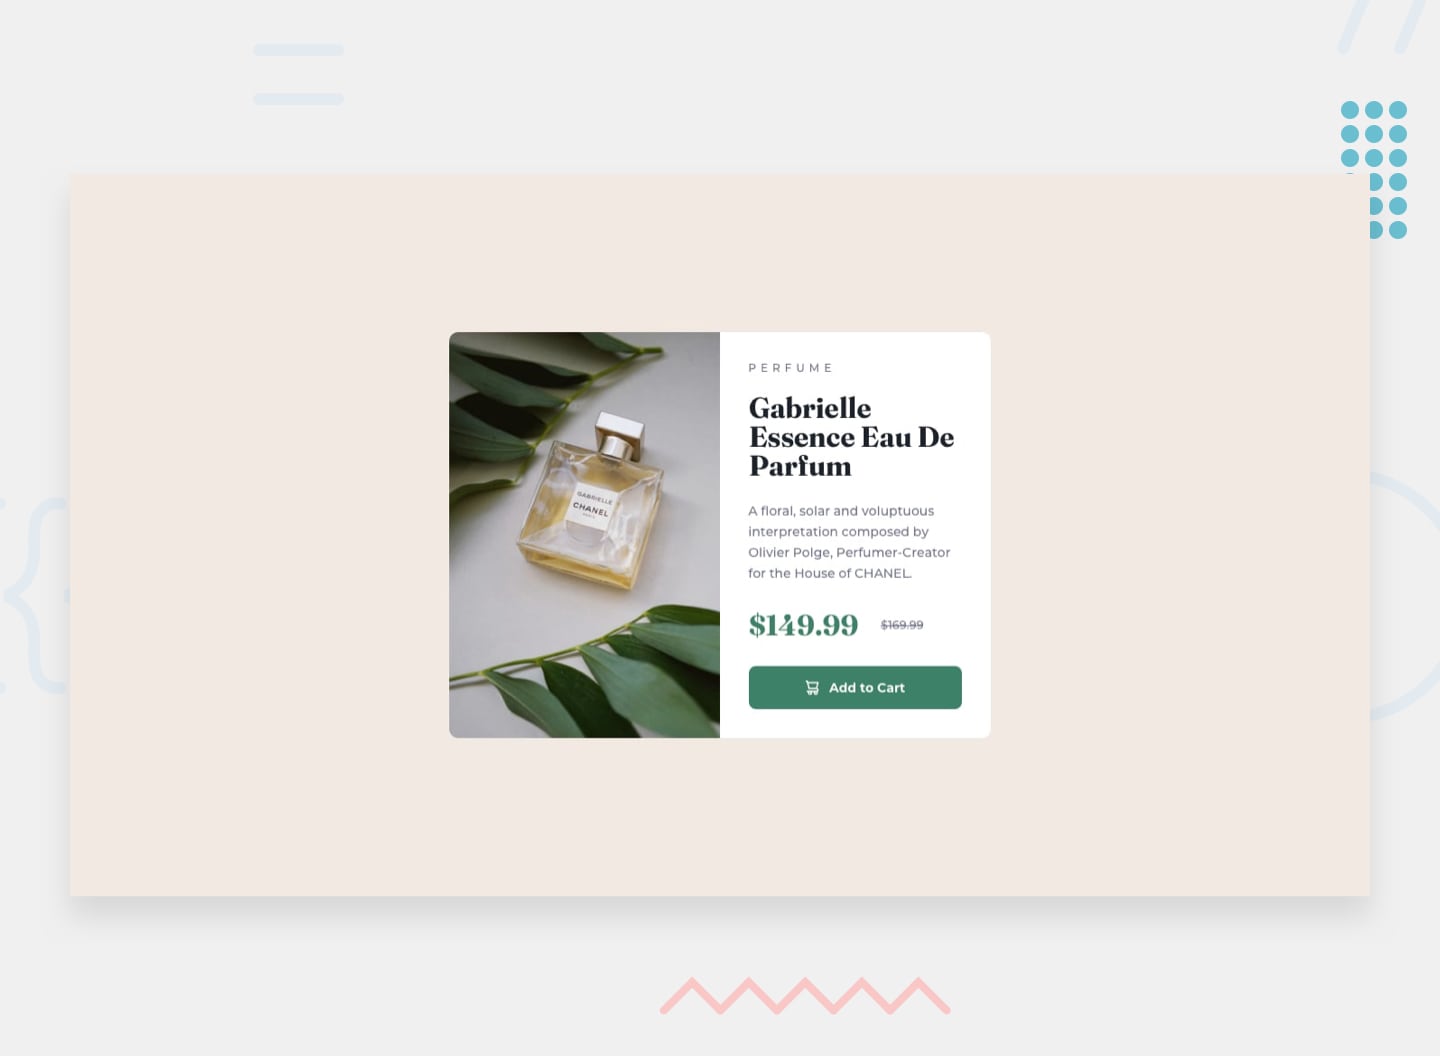 GABRIELLE
CHANEL
PARIS
PERFUME
Gabrielle
Essence Eau De
Parfum
A floral, solar and voluptuous
interpretation composed by
Olivier Polge, Perfumer-Creator
for the House of CHANEL.
$149.99 $169.99
Add to Cart